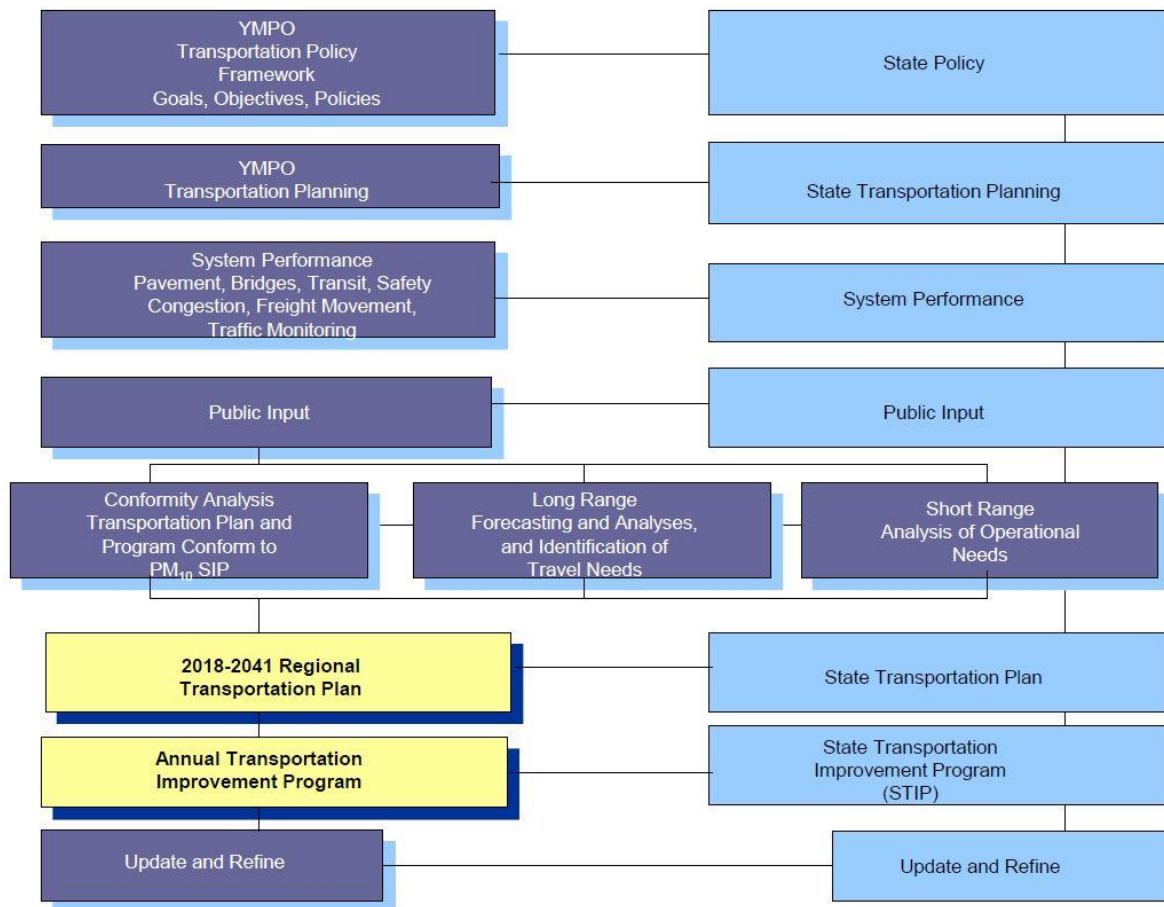 YMPO
Transportation Policy
Framework
Goals, Objectives, Policies
State Policy
YMPO
Transportation Planning
State Transportation Planning
System Performance
Pavement, Bridges, Transit, Safety
Congestion, Freight Movement,
Traffic Monitoring
System Performance
Public Input
Public Input
Conformity Analysis
Transportation Plan and
Program Conform to
PM₁₀ SIP
Long Range
Forecasting and Analyses,
and Identification of
Travel Needs
Short Range
Analysis of Operational
Needs
2018-2041 Regional
Transportation Plan
State Transportation Plan
Annual Transportation
Improvement Program
State Transportation
Improvement Program
(STIP)
Update and Refine
Update and Refine